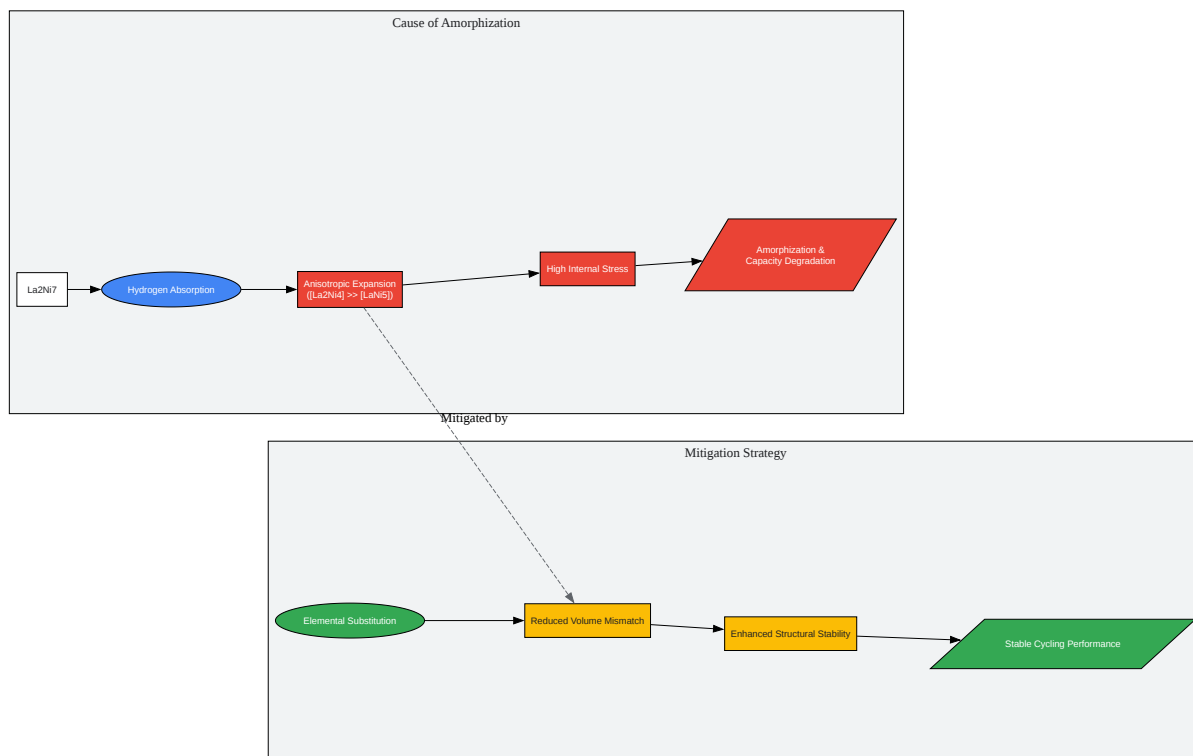 Cause of Amorphization
La2Ni7
Hydrogen Absorption
Anisotropic Expansion
([La2Ni4] >> [LaNi5])
High Internal Stress
Amorphization &
Capacity Degradation
Mitigated by
Mitigation Strategy
Elemental Substitution
Reduced Volume Mismatch
Enhanced Structural Stability
Stable Cycling Performance